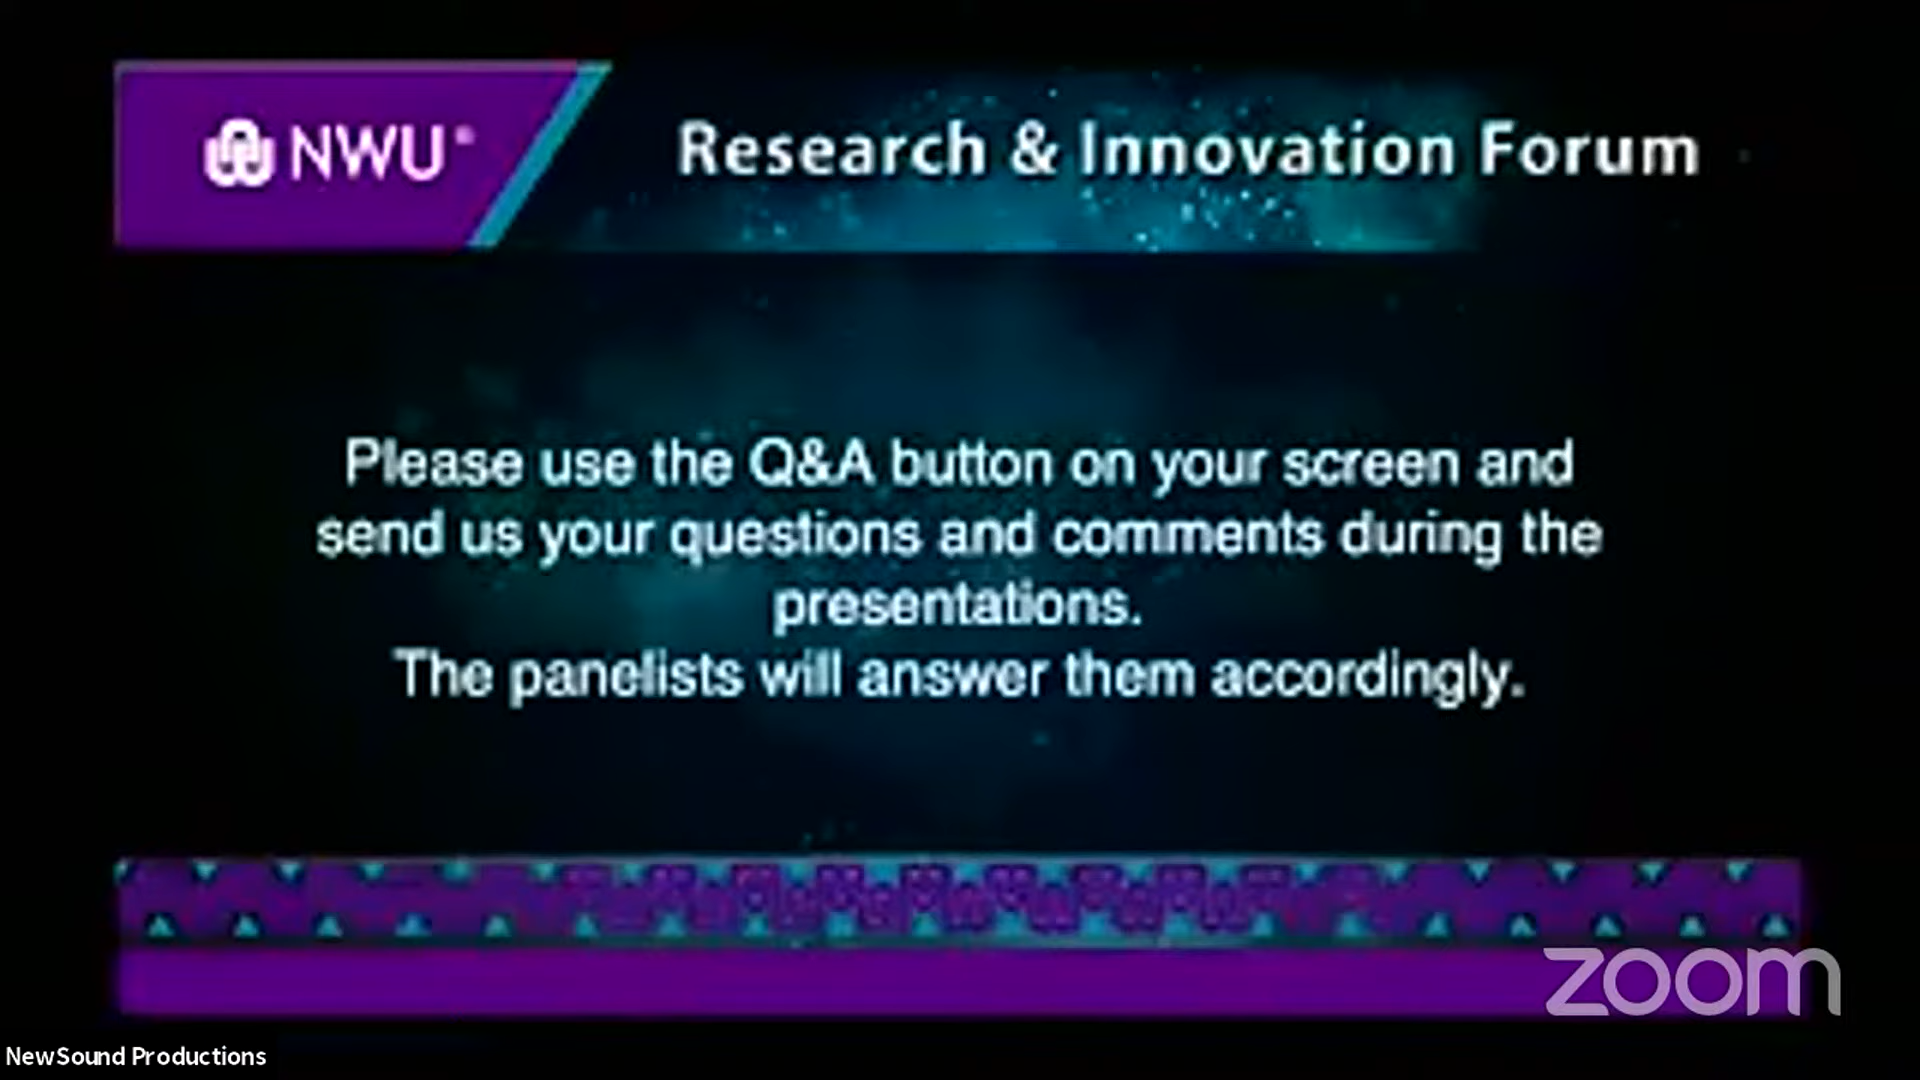 NWU®
Research & Innovation Forum
Please use the Q&A button on your screen and
send us your questions and comments during the
presentations.
The panelists will answer them accordingly.
zoom
NewSound Productions